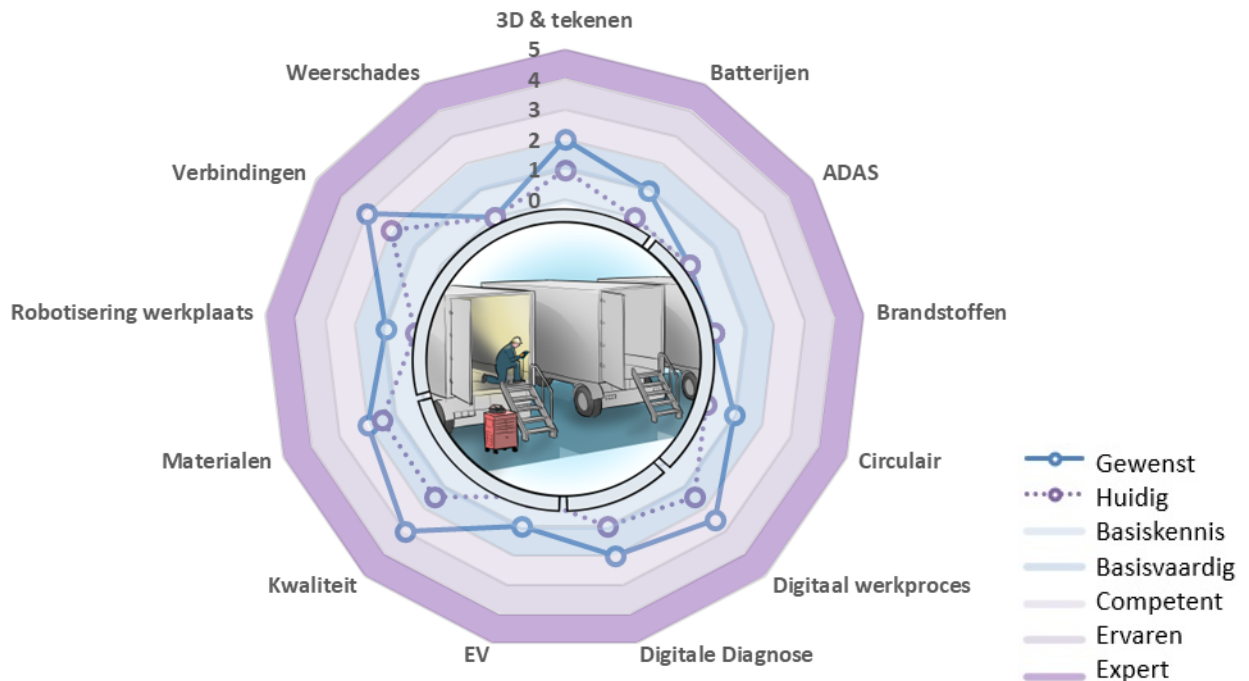 3D & tekenen
5
4
3
2
1
0
Batterijen
ADAS
Brandstoffen
Circulair
Digitaal werkproces
Digitale Diagnose
EV
Kwaliteit
Materialen
Robotisering werkplaats
Verbindingen
Weerschades
Gewenst
Huidig
Basiskennis
Basisvaardig
Competent
Ervaren
Expert